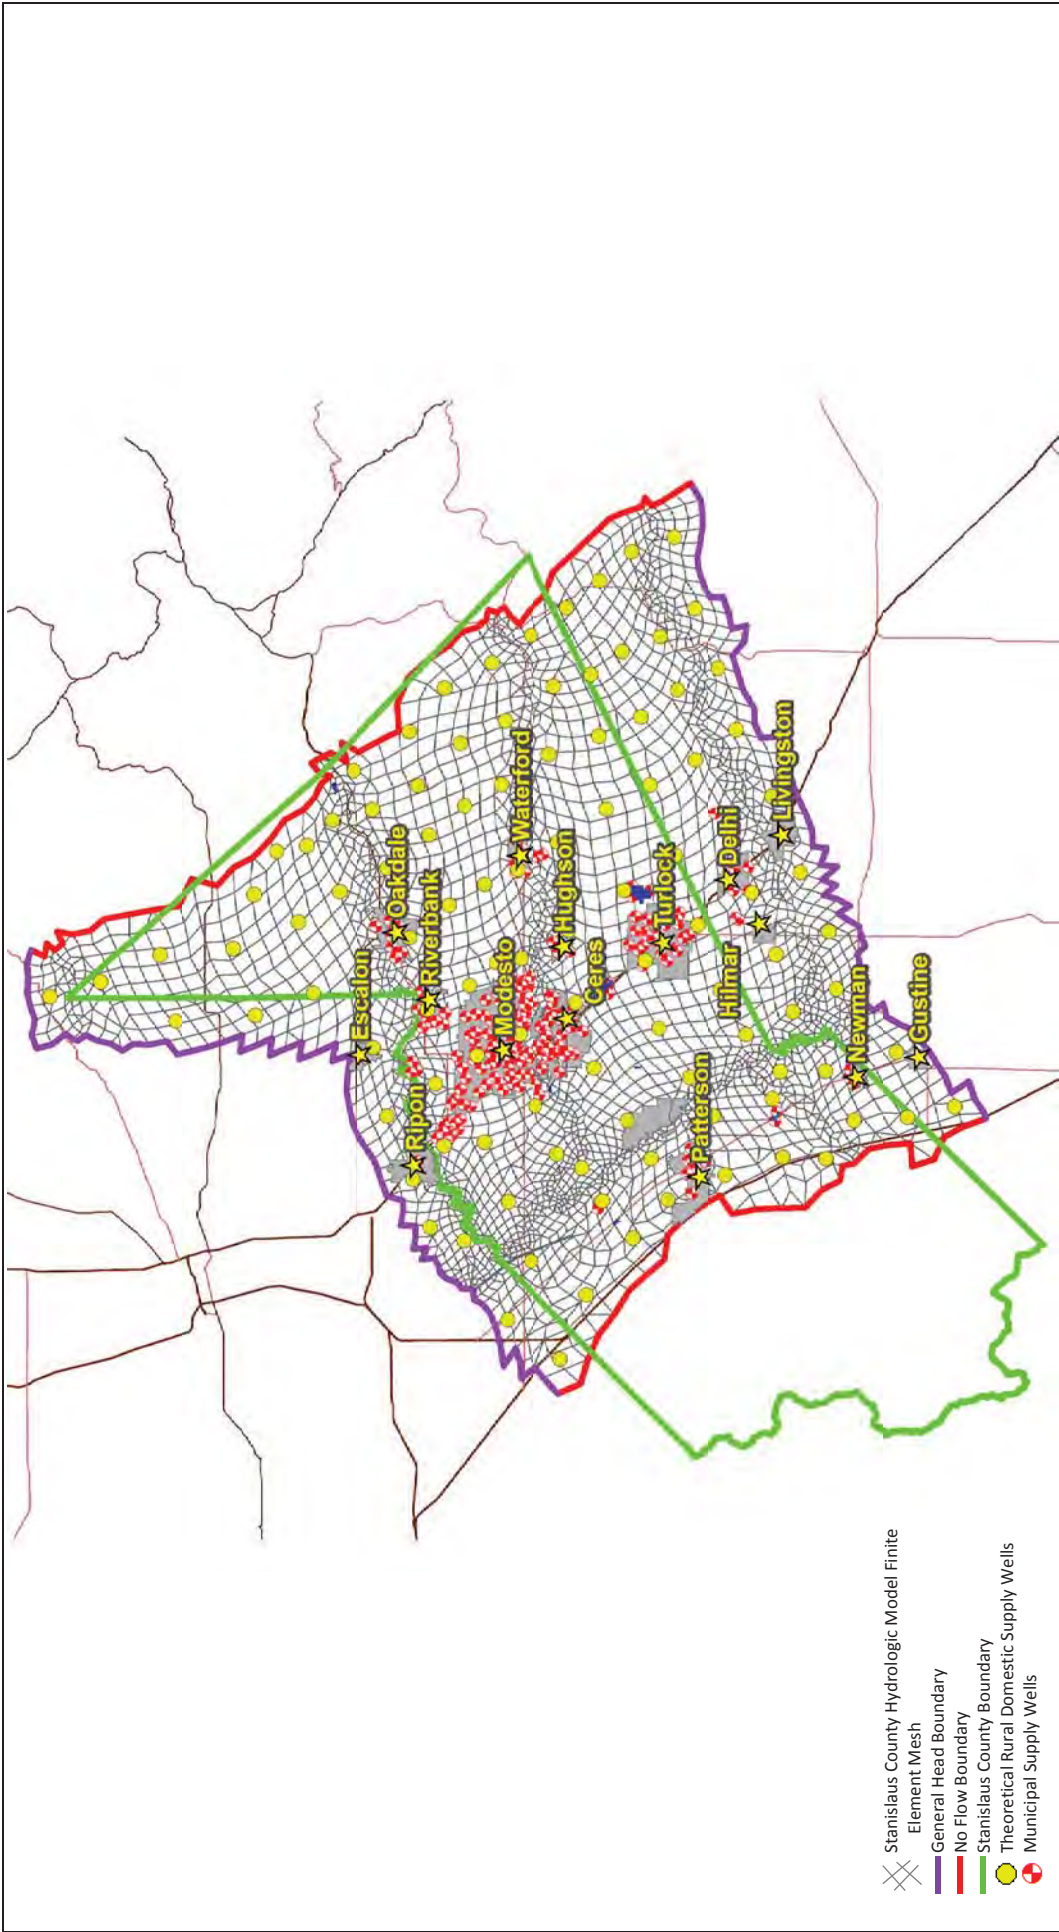 Escalon
Oakdale
Riverbank
Ripon
Modesto
Waterford
Hughson
Ceres
Turlock
Patterson
Hilmar
Delhi
Livingston
Newman
Gustine
Stanislaus County Hydrologic Model Finite
Element Mesh
General Head Boundary
No Flow Boundary
Stanislaus County Boundary
Theoretical Rural Domestic Supply Wells
Municipal Supply Wells